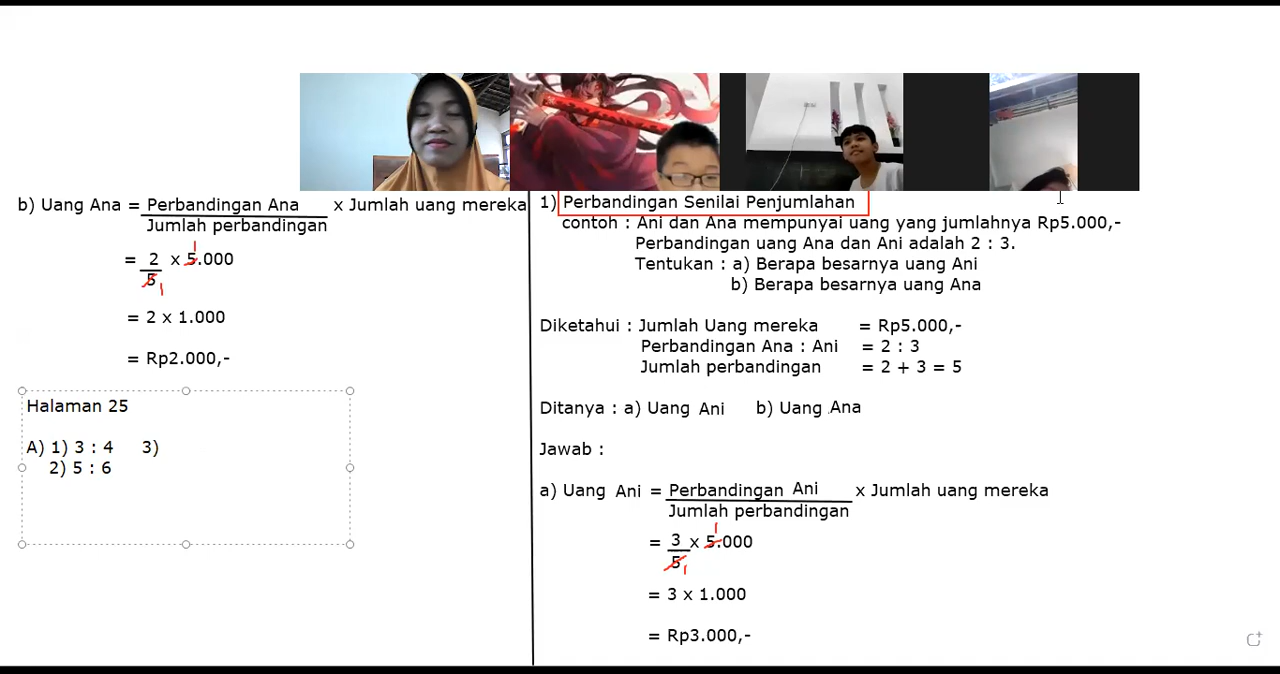 b) Uang Ana = Perbandingan Ana x Jumlah uang mereka
Jumlah perbandingan
1
= 2 x 5.000
5 1
= 2 x 1.000
= Rp2.000,-
Halaman 25
A) 1) 3 : 4 3)
2) 5 : 6
1) Perbandingan Senilai Penjumlahan
contoh : Ani dan Ana mempunyai uang yang jumlahnya Rp5.000,-
Perbandingan uang Ana dan Ani adalah 2 : 3.
Tentukan : a) Berapa besarnya uang Ani
b) Berapa besarnya uang Ana
Diketahui : Jumlah Uang mereka = Rp5.000,-
Perbandingan Ana : Ani = 2 : 3
Jumlah perbandingan = 2 + 3 = 5
Ditanya : a) Uang Ani b) Uang Ana
Jawab :
a) Uang Ani = Perbandingan Ani x Jumlah uang mereka
Jumlah perbandingan
1
= 3 x 5.000
5 1
= 3 x 1.000
= Rp3.000,-